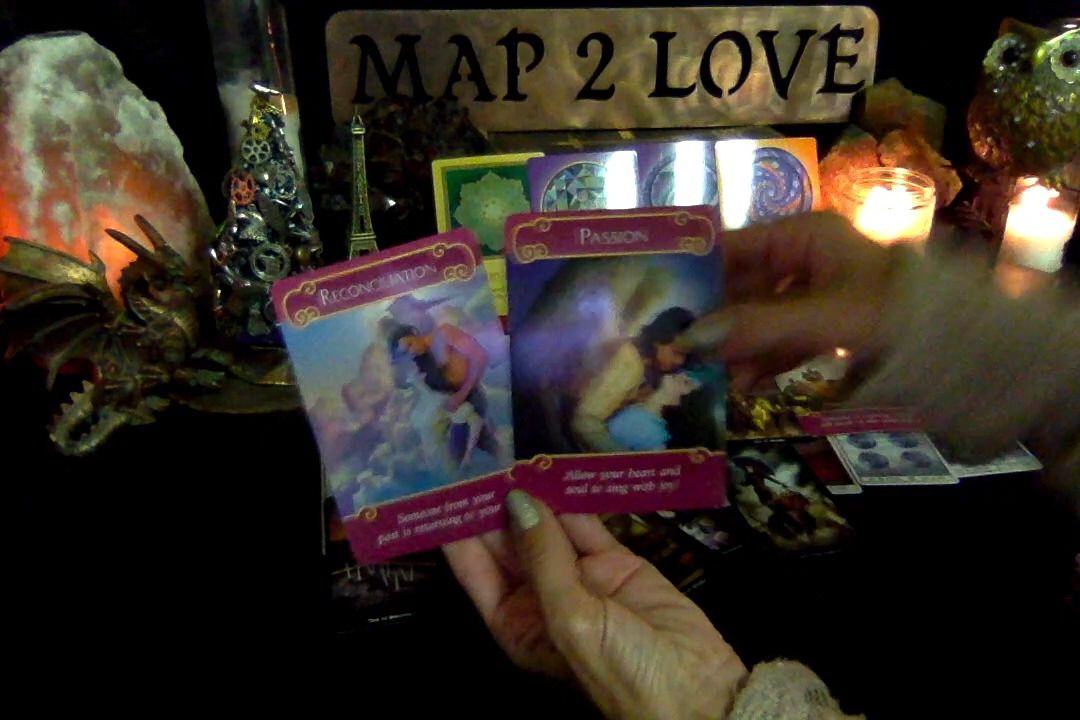 MAP 2 LOVE
RECONCILIATION
PASSION
Someone from your
past is returning to your
Allow your heart and
soul to sing with joy!